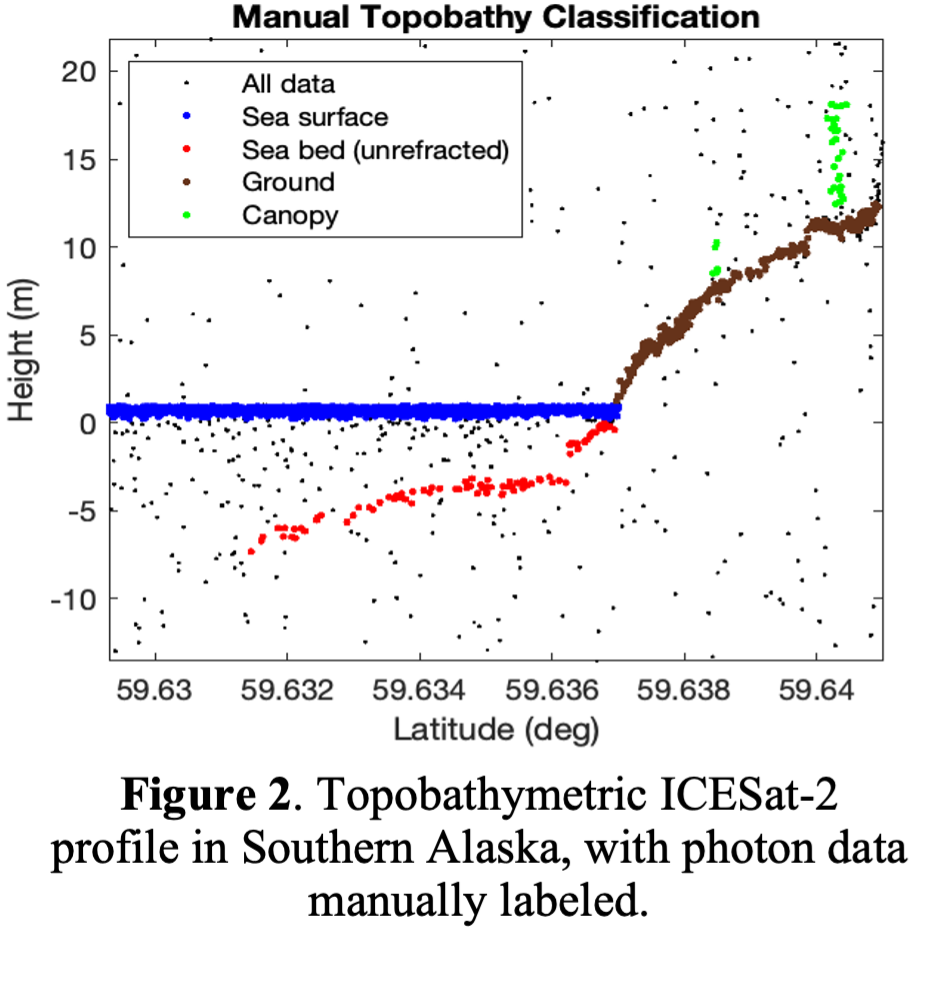 Manual Topobathy Classification
20
15
10
5
0
-5
-10
Height (m)
All data
Sea surface
Sea bed (unrefracted)
Ground
Canopy
59.63 59.632 59.634 59.636 59.638 59.64
Latitude (deg)
Figure 2. Topobathymetric ICESat-2
profile in Southern Alaska, with photon data
manually labeled.